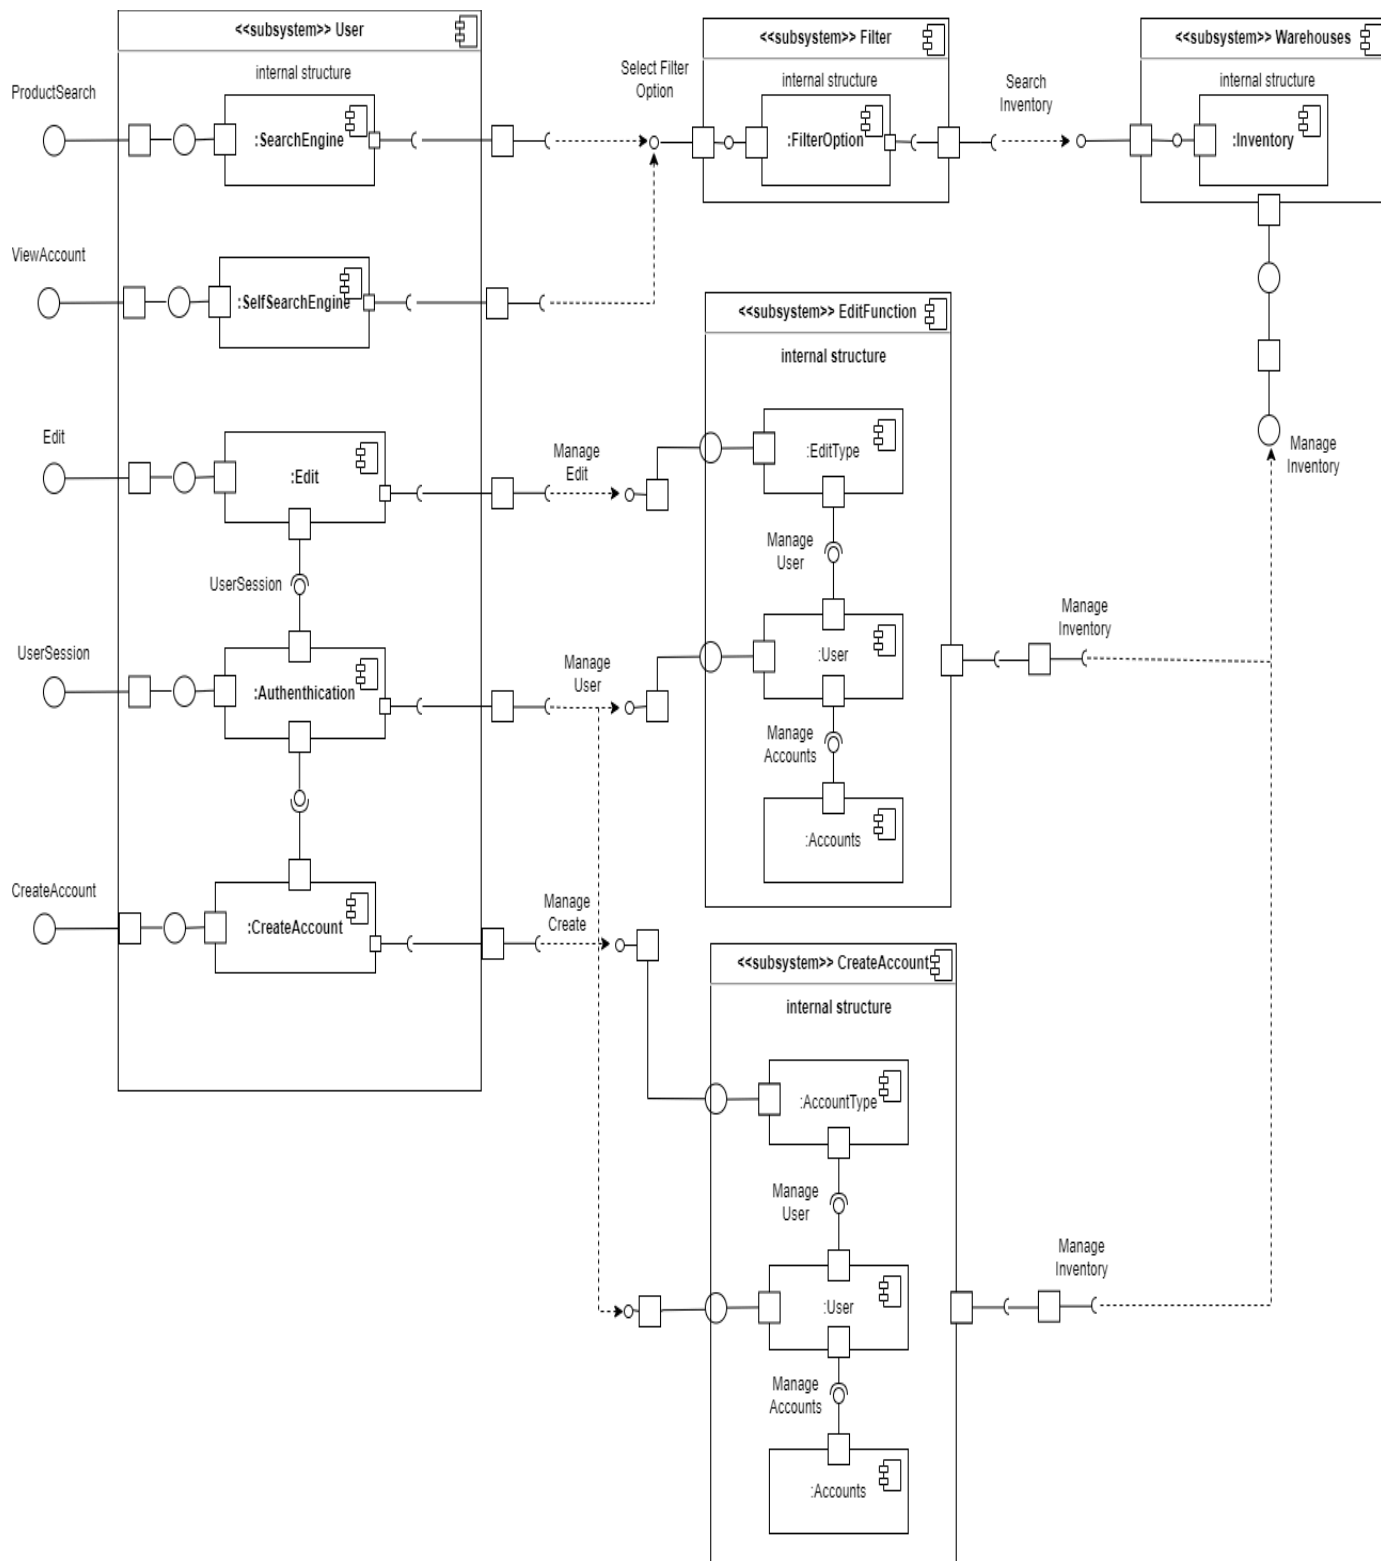 <<subsystem>> User
internal structure
ProductSearch
:SearchEngine
ViewAccount
:SelfSearchEngine
Edit
:Edit
UserSession
UserSession
:Authenthication
CreateAccount
:CreateAccount
Select Filter
Option
<<subsystem>> Filter
internal structure
:FilterOption
Search
Inventory
<<subsystem>> Warehouses
internal structure
:Inventory
Manage
Inventory
Manage
Edit
<<subsystem>> EditFunction
internal structure
:EditType
Manage
User
Manage
User
:User
Manage
Accounts
:Accounts
Manage
Inventory
Manage
Create
<<subsystem>> CreateAccount
internal structure
:AccountType
Manage
User
:User
Manage
Accounts
:Accounts
Manage
Inventory